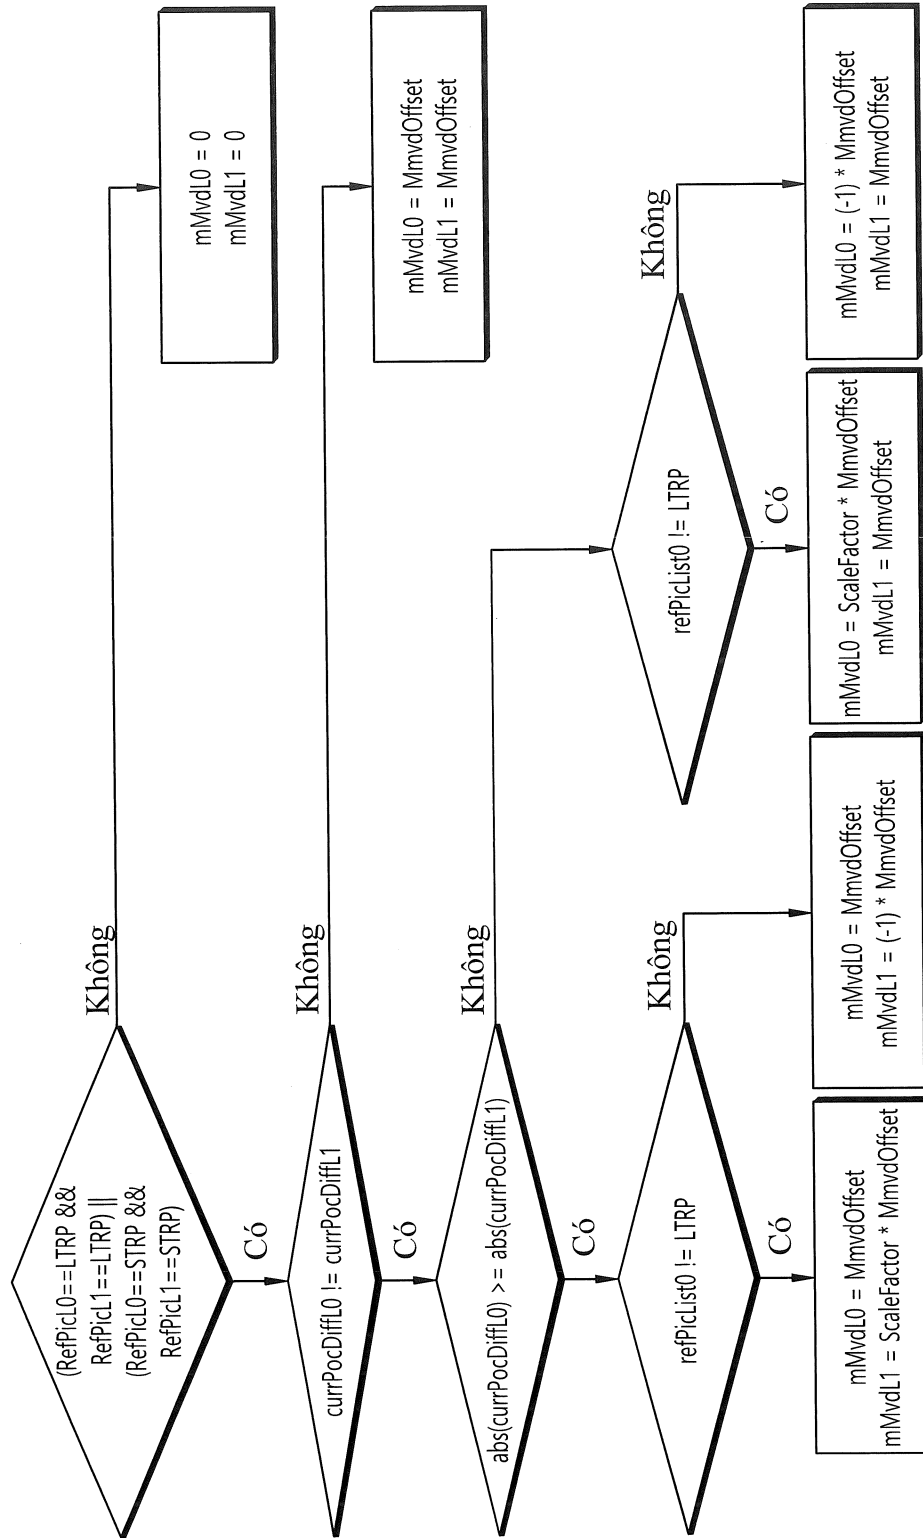 (RefPicL0==LTRP &&
RefPicL1==LTRP) ||
(RefPicL0==STRP &&
RefPicL1==STRP)
Không
mMvdL0 = 0
mMvdL1 = 0
Có
currPocDiffL0 != currPocDiffL1
Không
mMvdL0 = MmvdOffset
mMvdL1 = MmvdOffset
Có
abs(currPocDiffL0) >= abs(currPocDiffL1)
Không
Có
refPicList0 != LTRP
Không
refPicList0 != LTRP
Không
Có
Có
mMvdL0 = MmvdOffset
mMvdL1 = ScaleFactor * MmvdOffset
mMvdL0 = MmvdOffset
mMvdL1 = (-1) * MmvdOffset
mMvdL0 = ScaleFactor * MmvdOffset
mMvdL1 = MmvdOffset
mMvdL0 = (-1) * MmvdOffset
mMvdL1 = MmvdOffset